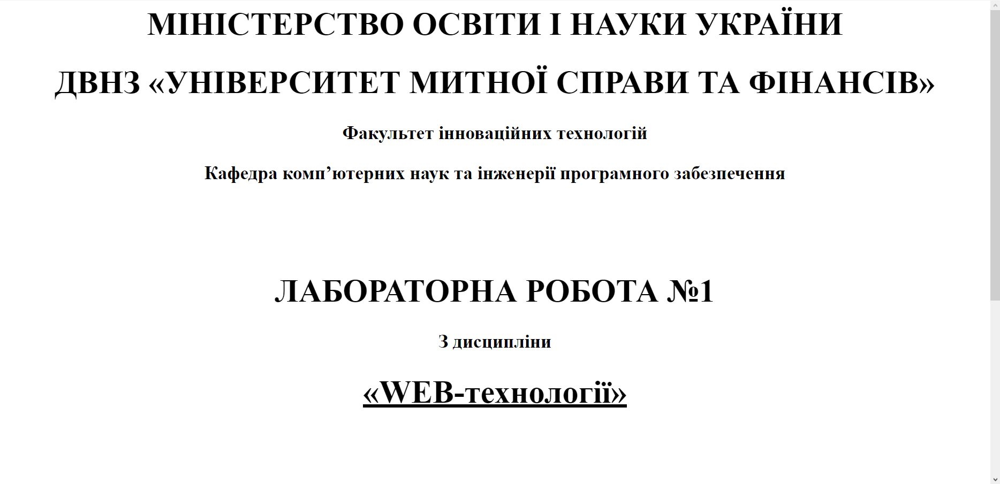 МІНІСТЕРСТВО ОСВІТИ І НАУКИ УКРАЇНИ
ДВНЗ «УНІВЕРСИТЕТ МИТНОЇ СПРАВИ ТА ФІНАНСІВ»
Факультет інноваційних технологій
Кафедра комп’ютерних наук та інженерії програмного забезпечення
ЛАБОРАТОРНА РОБОТА №1
З дисципліни
«WEB-технології»